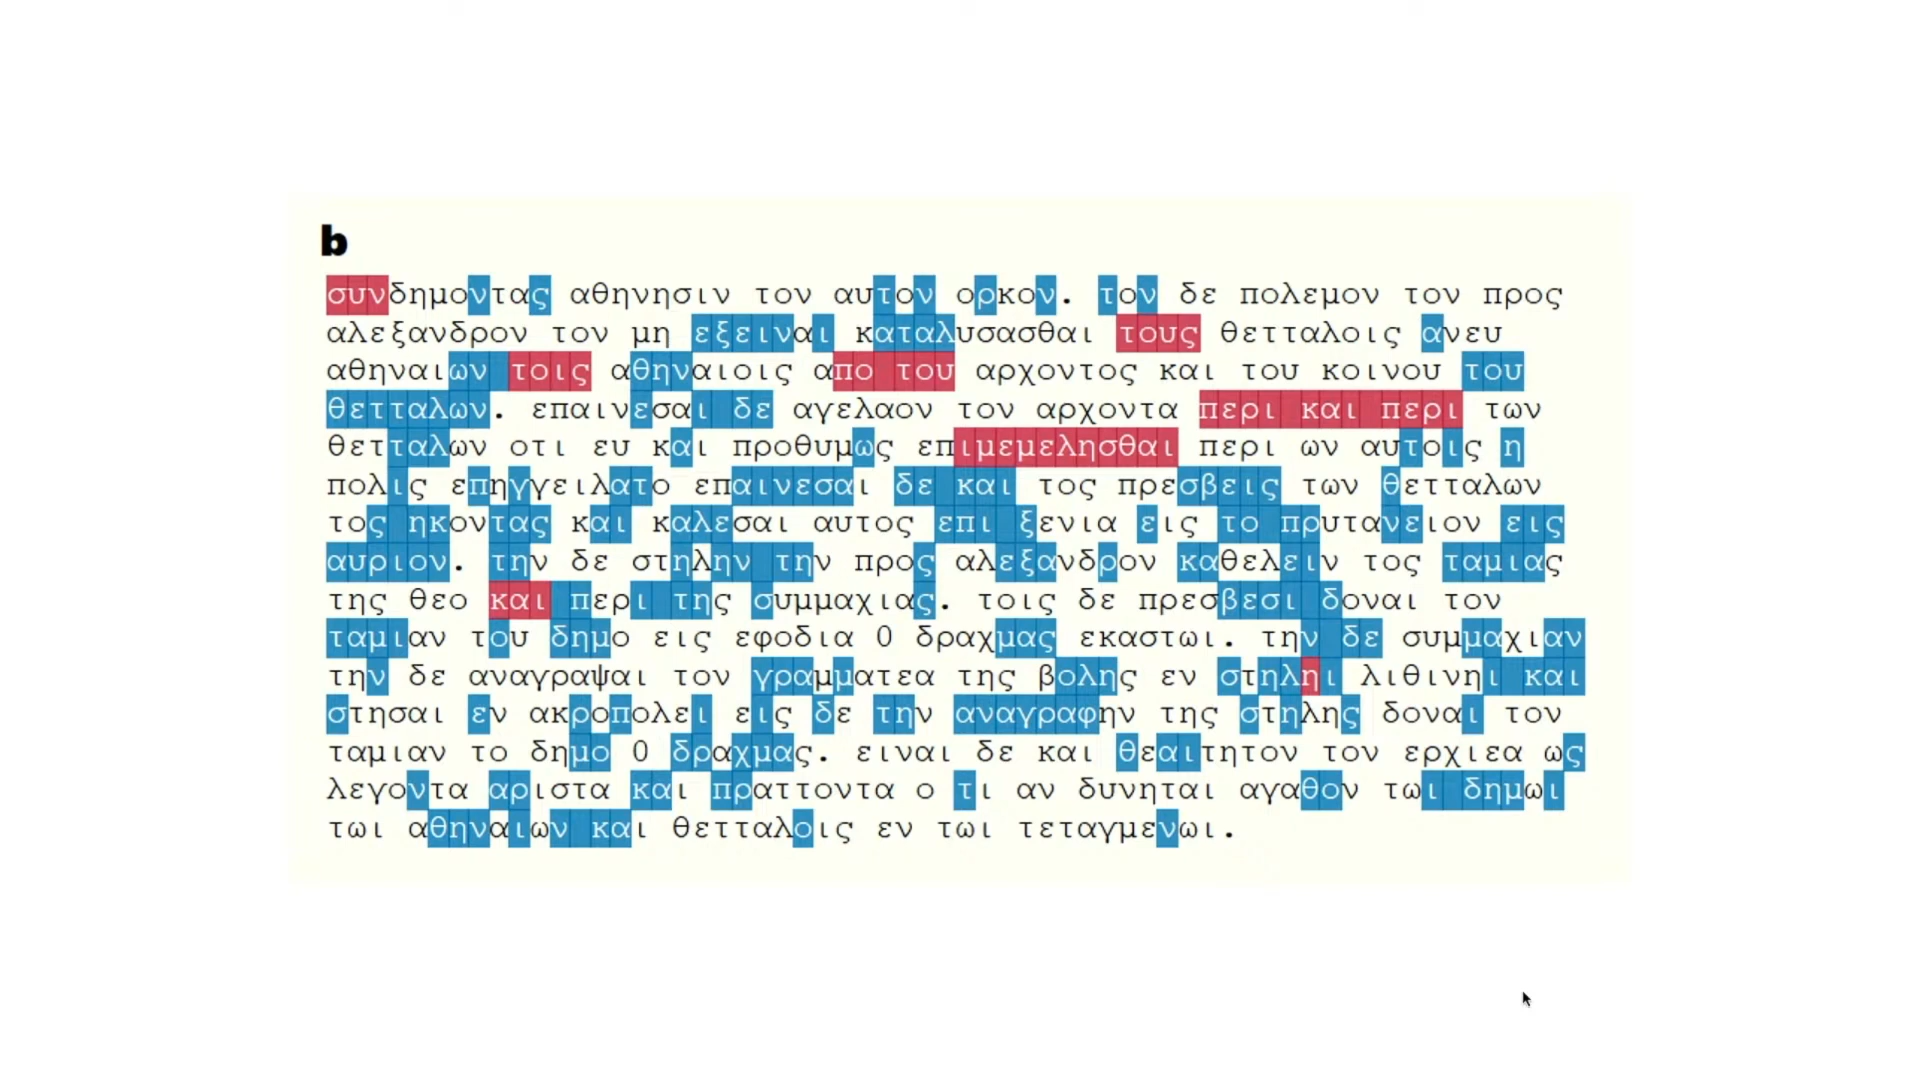 b
συνδημοντας αθηνησιν τον αυτον ορκον. τον δε πολεμον τον προς
αλεξανδρον τον μη εξειναι καταλυσασθαι τους θετταλοις ανευ
αθηναιων τοις αθηναιοις απο του αρχοντος και του κοινου του
θετταλων. επαινεσαι δε αγελαον τον αρχοντα περι και περι των
θετταλων οτι ευ και προθυμως επιμεμελησθαι περι ων αυτοις η
πολις επηγγειλατο επαινεσαι δε και τος πρεσβεις των θετταλων
τος ηκοντας και καλεσαι αυτος επι ξενια εις το πρυτανειον εις
αυριον. την δε στηλην την προς αλεξανδρον καθελειν τος ταμιας
της θεο και περι της συμμαχιας. τοις δε πρεσβεσι δοναι τον
ταμιαν του δημο εις εφοδια 0 δραχμας εκαστωι. την δε συμμαχιαν
την δε αναγραψαι τον γραμματεα της βολης εν στηληι λιθινηι και
στησαι εν ακροπολει εις δε την αναγραφην της στηλης δοναι τον
ταμιαν το δημο 0 δραχμας. ειναι δε και θεαιτητον τον ερχιεα ως
λεγοντα αριστα και πραττοντα ο τι αν δυνηται αγαθον τωι δημωι
τωι αθηναιων και θετταλοις εν τωι τεταγμενωι.